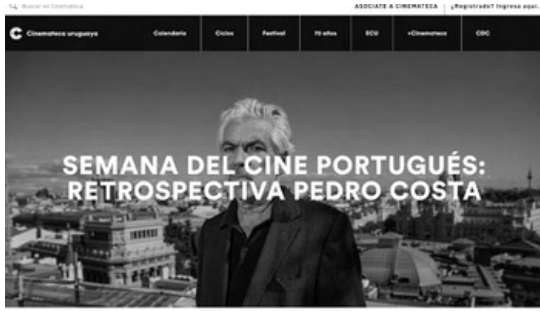 Buscar en Cinemateca
ASOCIATE A CINEMATECA
¿Registrado? Ingresa aquí.
Cinemateca uruguaya
Calendario
Ciclos
Festival
70 años
ECU
+Cinemateca
CDC
SEMANA DEL CINE PORTUGUÉS:
RETROSPECTIVA PEDRO COSTA